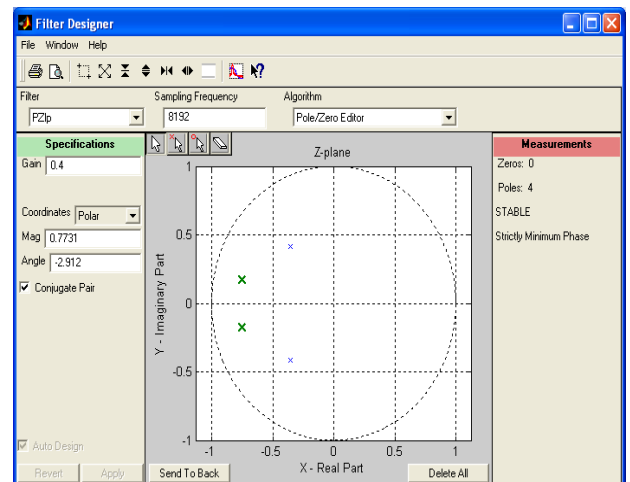 Filter Designer
File Window Help
Filter Sampling Frequency Algorithm
PZlp 8192 Pole/Zero Editor
Specifications
Gain 0.4
Coordinates Polar
Mag 0.7731
Angle -2.912
Conjugate Pair
Auto Design
Revert Apply
Z-plane
1
0.5
0
-0.5
-1
Y - Imaginary Part
-1 -0.5 0 0.5 1
X - Real Part
Send To Back Delete All
Measurements
Zeros: 0
Poles: 4
STABLE
Strictly Minimum Phase